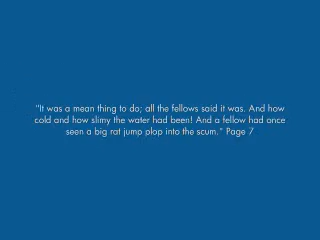 "It was a mean thing to do; all the fellows said it was. And how
cold and how slimy the water had been! And a fellow had once
seen a big rat jump plop into the scum." Page 7